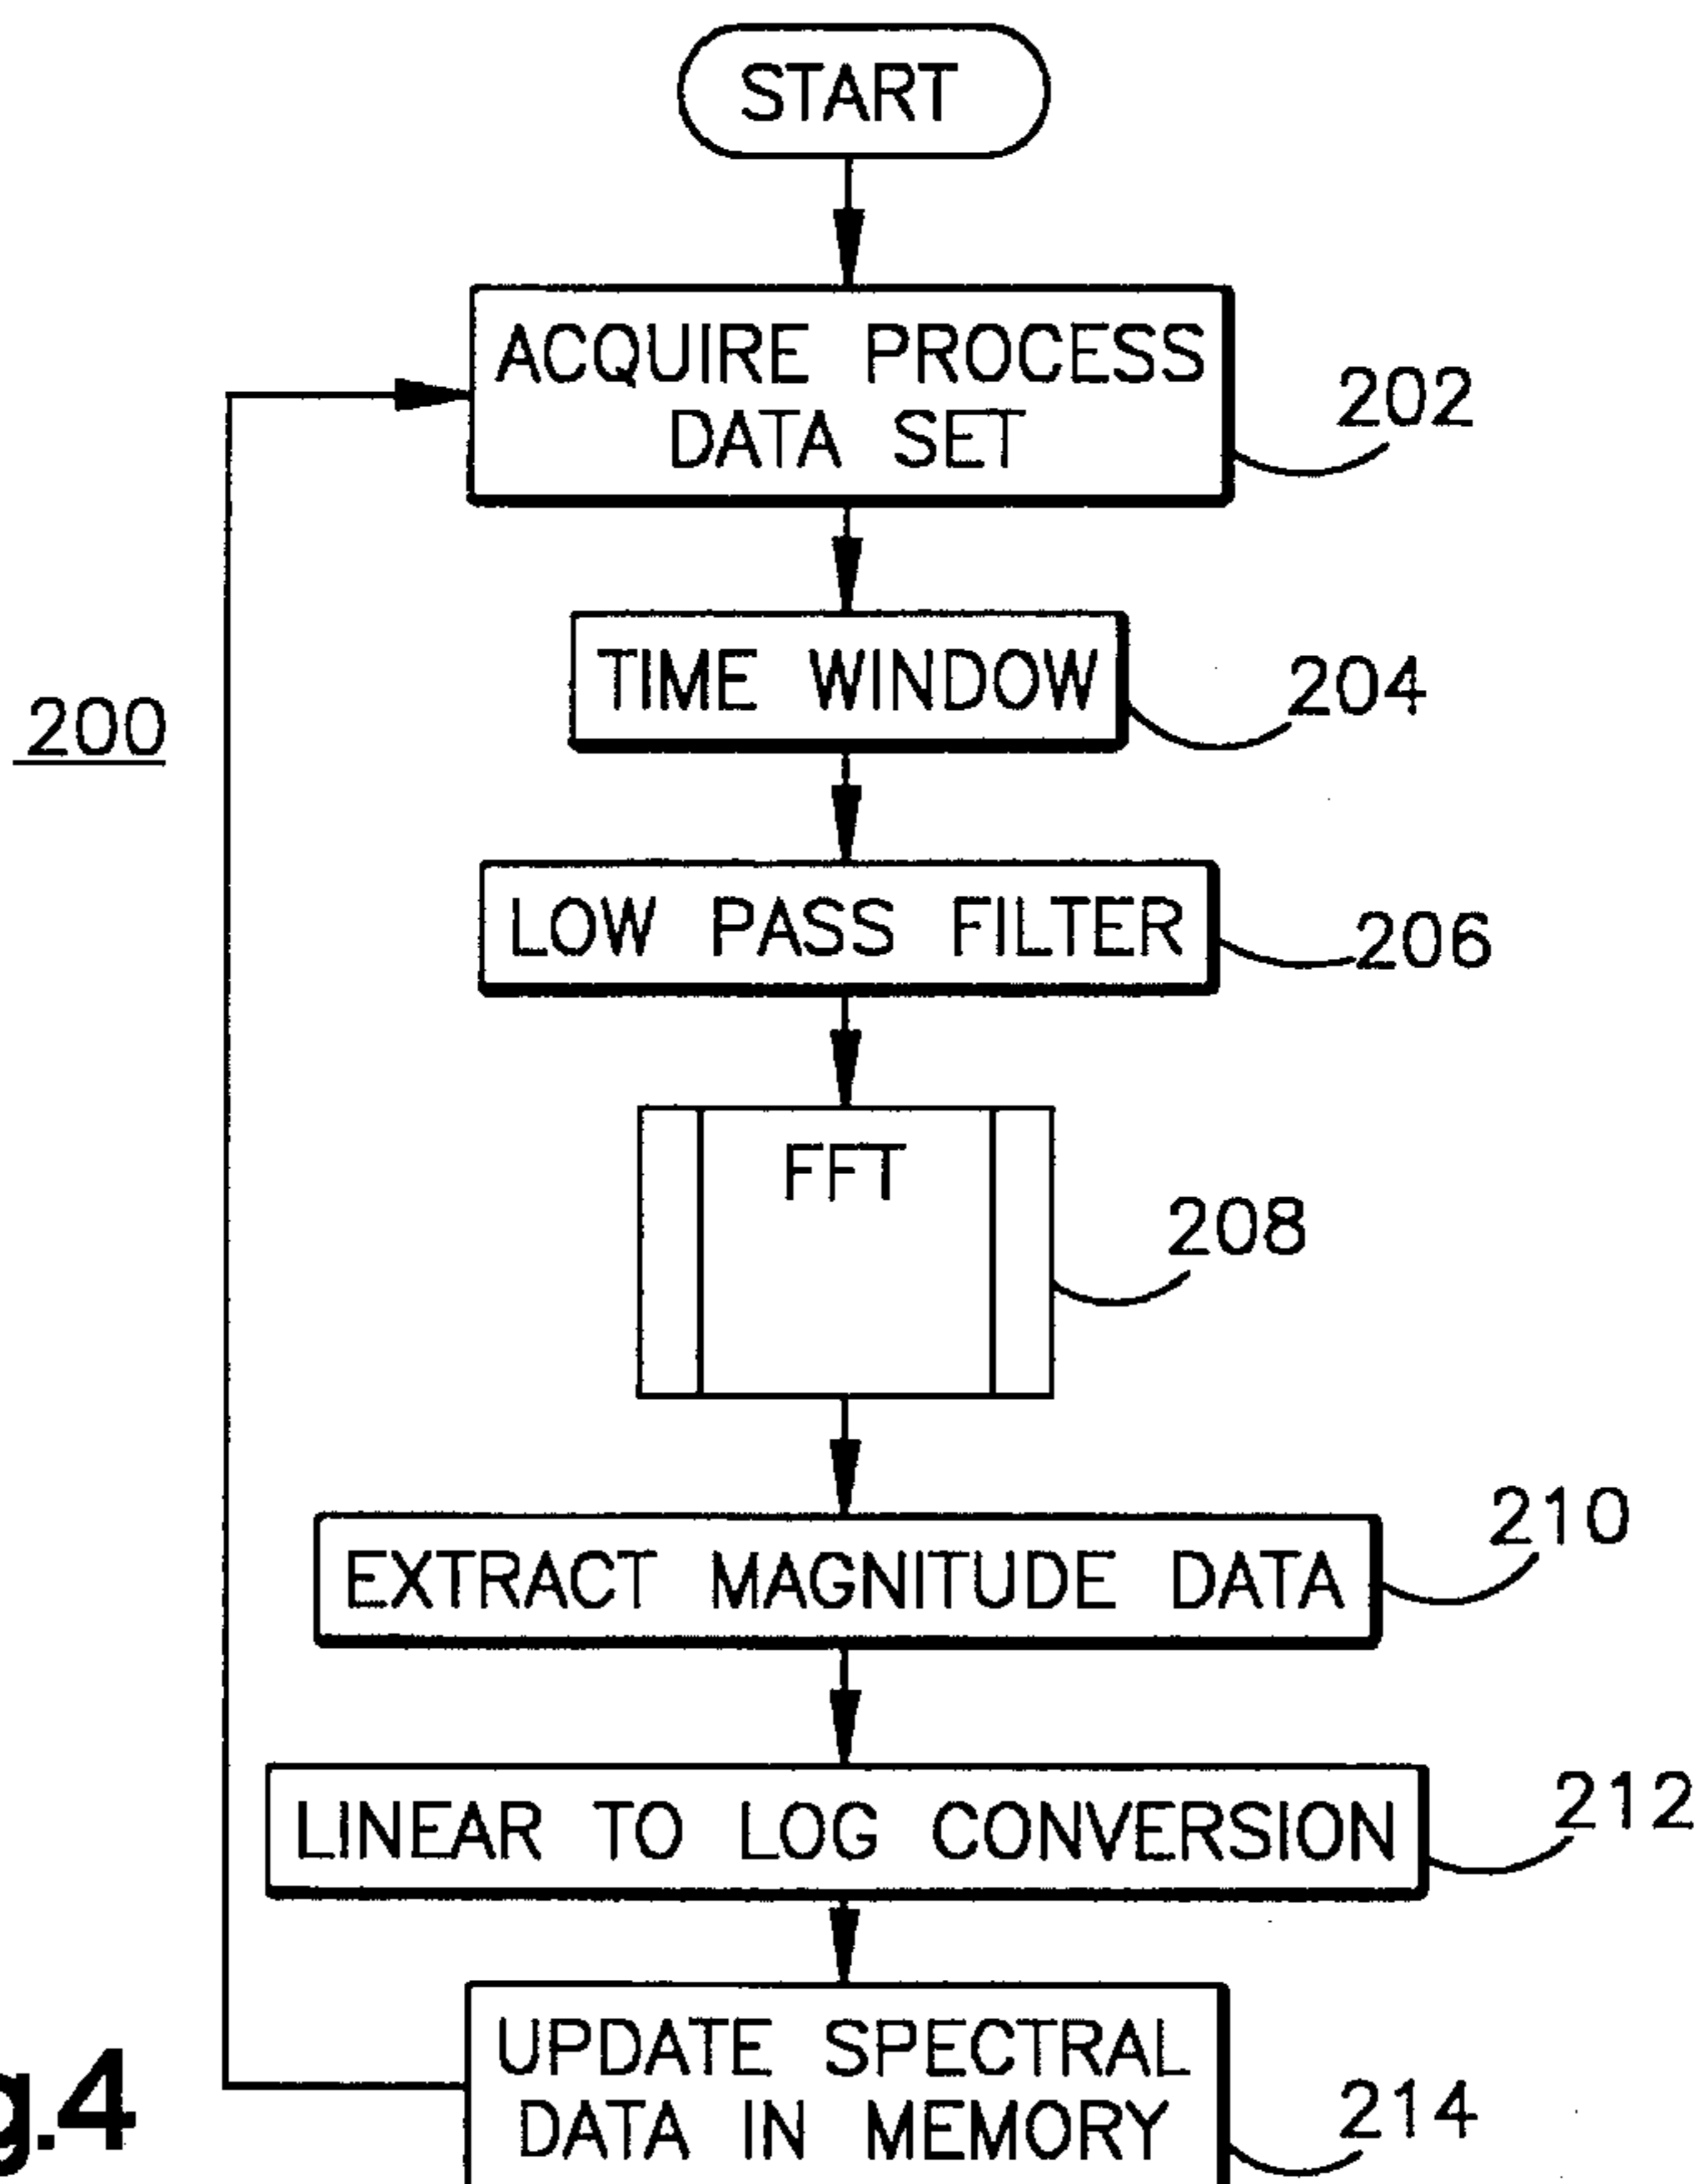 START
ACQUIRE PROCESS
DATA SET
202
TIME WINDOW
204
200
LOW PASS FILTER
206
FFT
208
EXTRACT MAGNITUDE DATA
210
LINEAR TO LOG CONVERSION
212
UPDATE SPECTRAL
DATA IN MEMORY
214
g.4